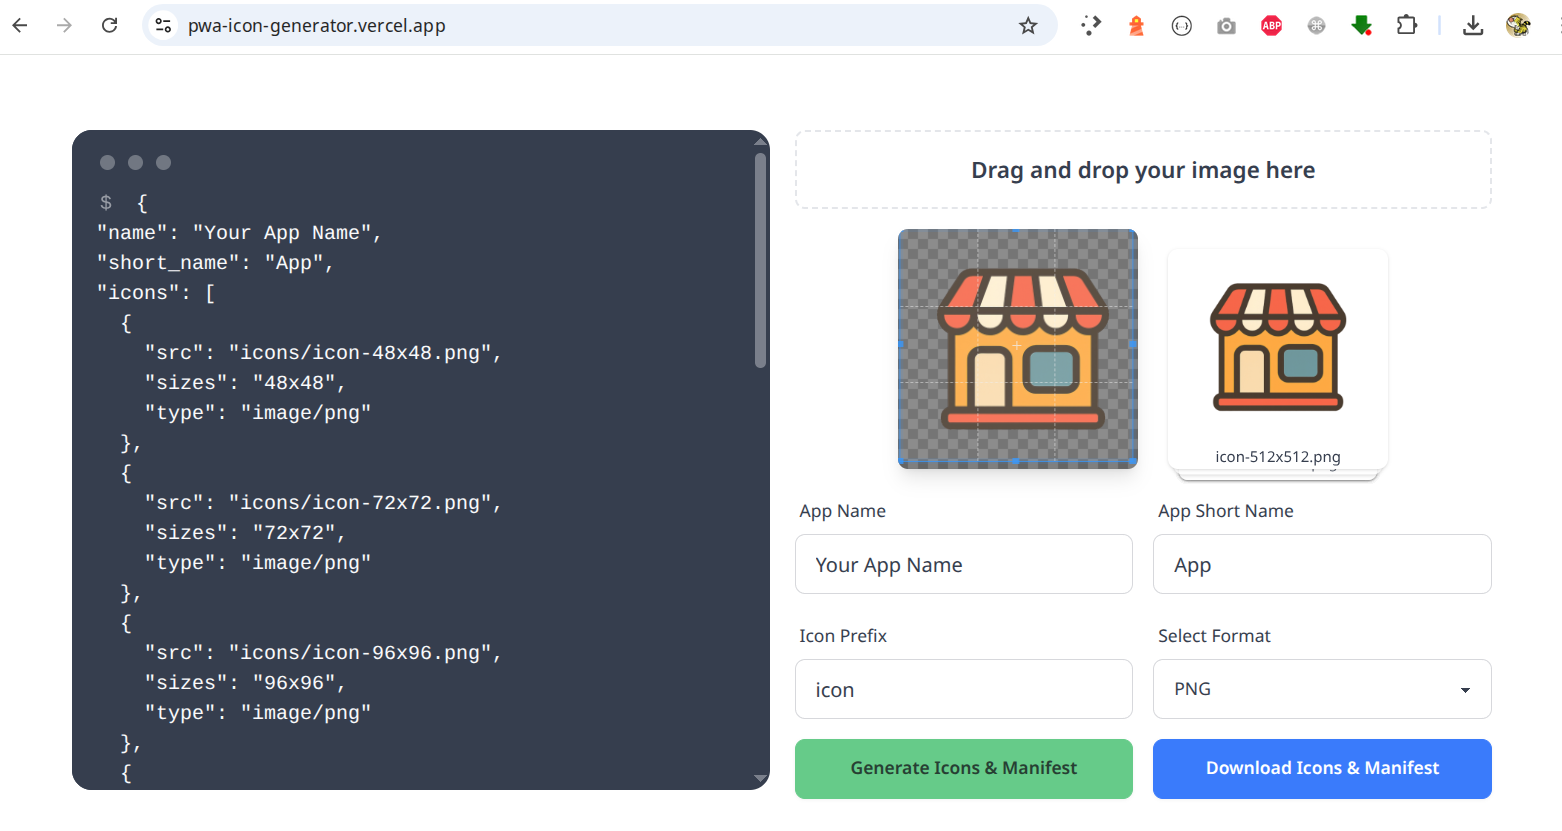 pwa-icon-generator.vercel.app
ABP
$ {
"name": "Your App Name",
"short_name": "App",
"icons": [
{
"src": "icons/icon-48x48.png",
"sizes": "48x48",
"type": "image/png"
},
{
"src": "icons/icon-72x72.png",
"sizes": "72x72",
"type": "image/png"
},
{
"src": "icons/icon-96x96.png",
"sizes": "96x96",
"type": "image/png"
},
{
Drag and drop your image here
icon-512x512.png
App Name
App Short Name
Your App Name
App
Icon Prefix
Select Format
icon
PNG
Generate Icons & Manifest
Download Icons & Manifest